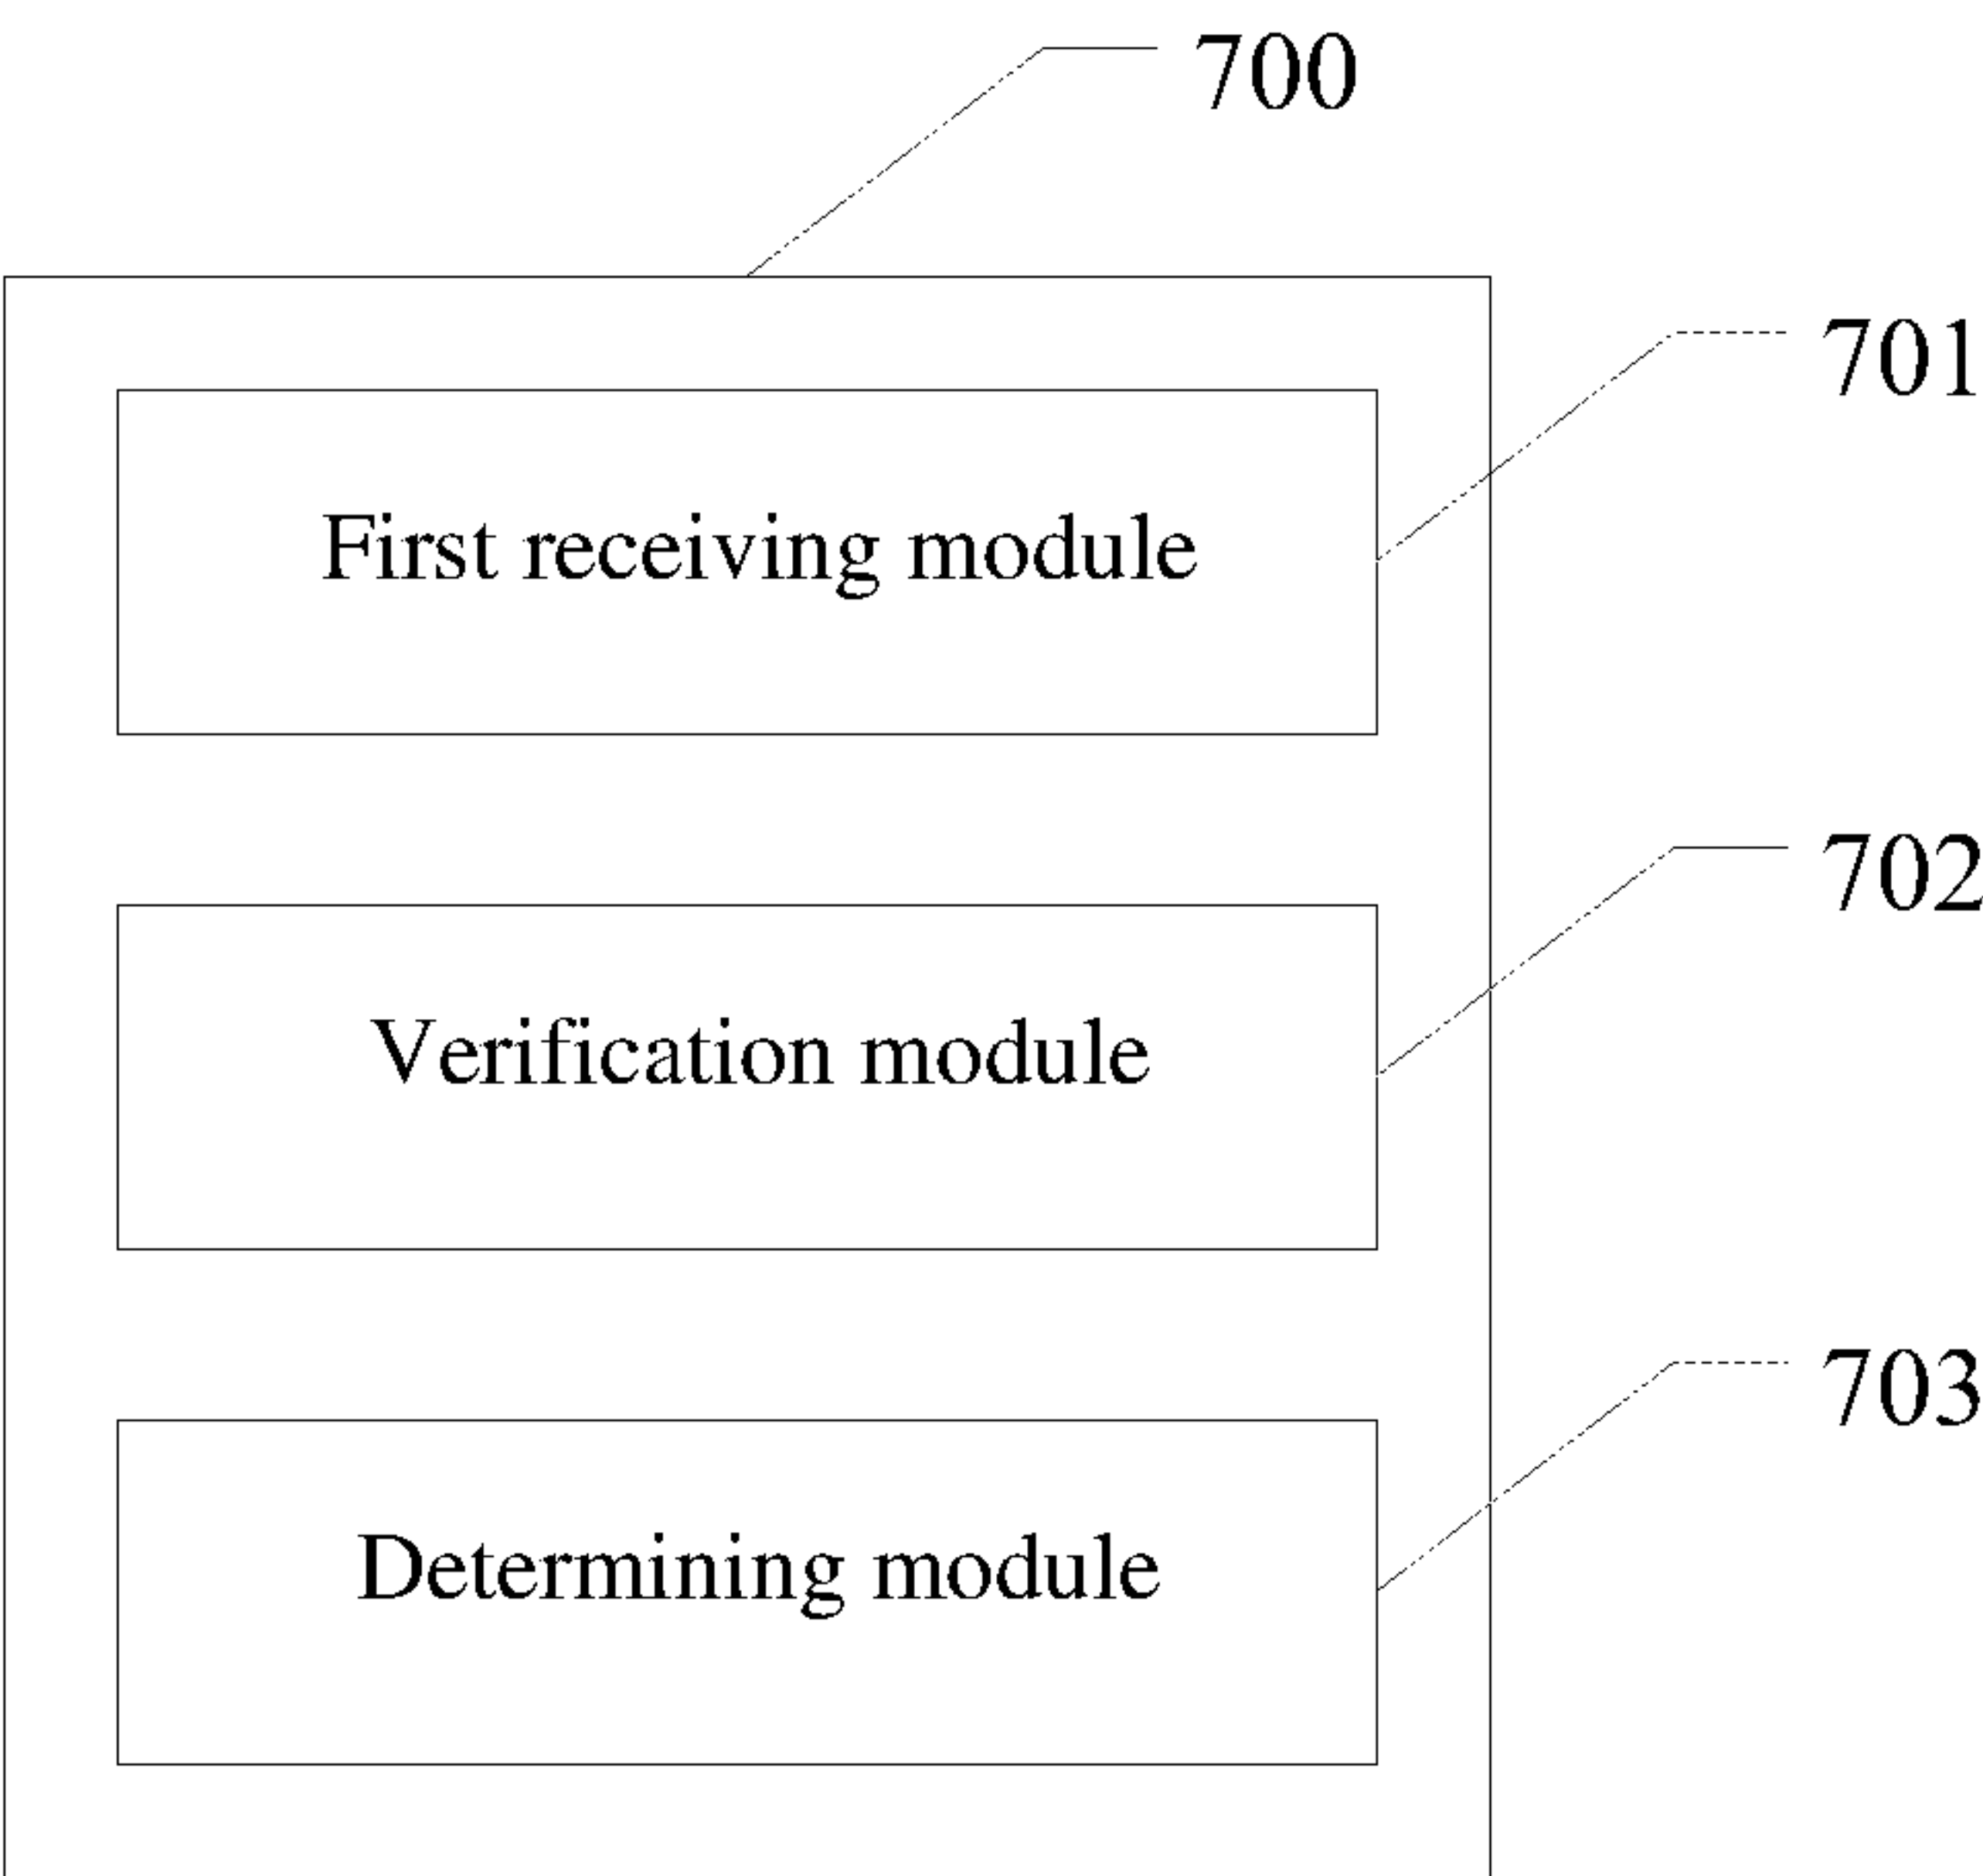 700
701
First receiving module
702
Verification module
703
Determining module